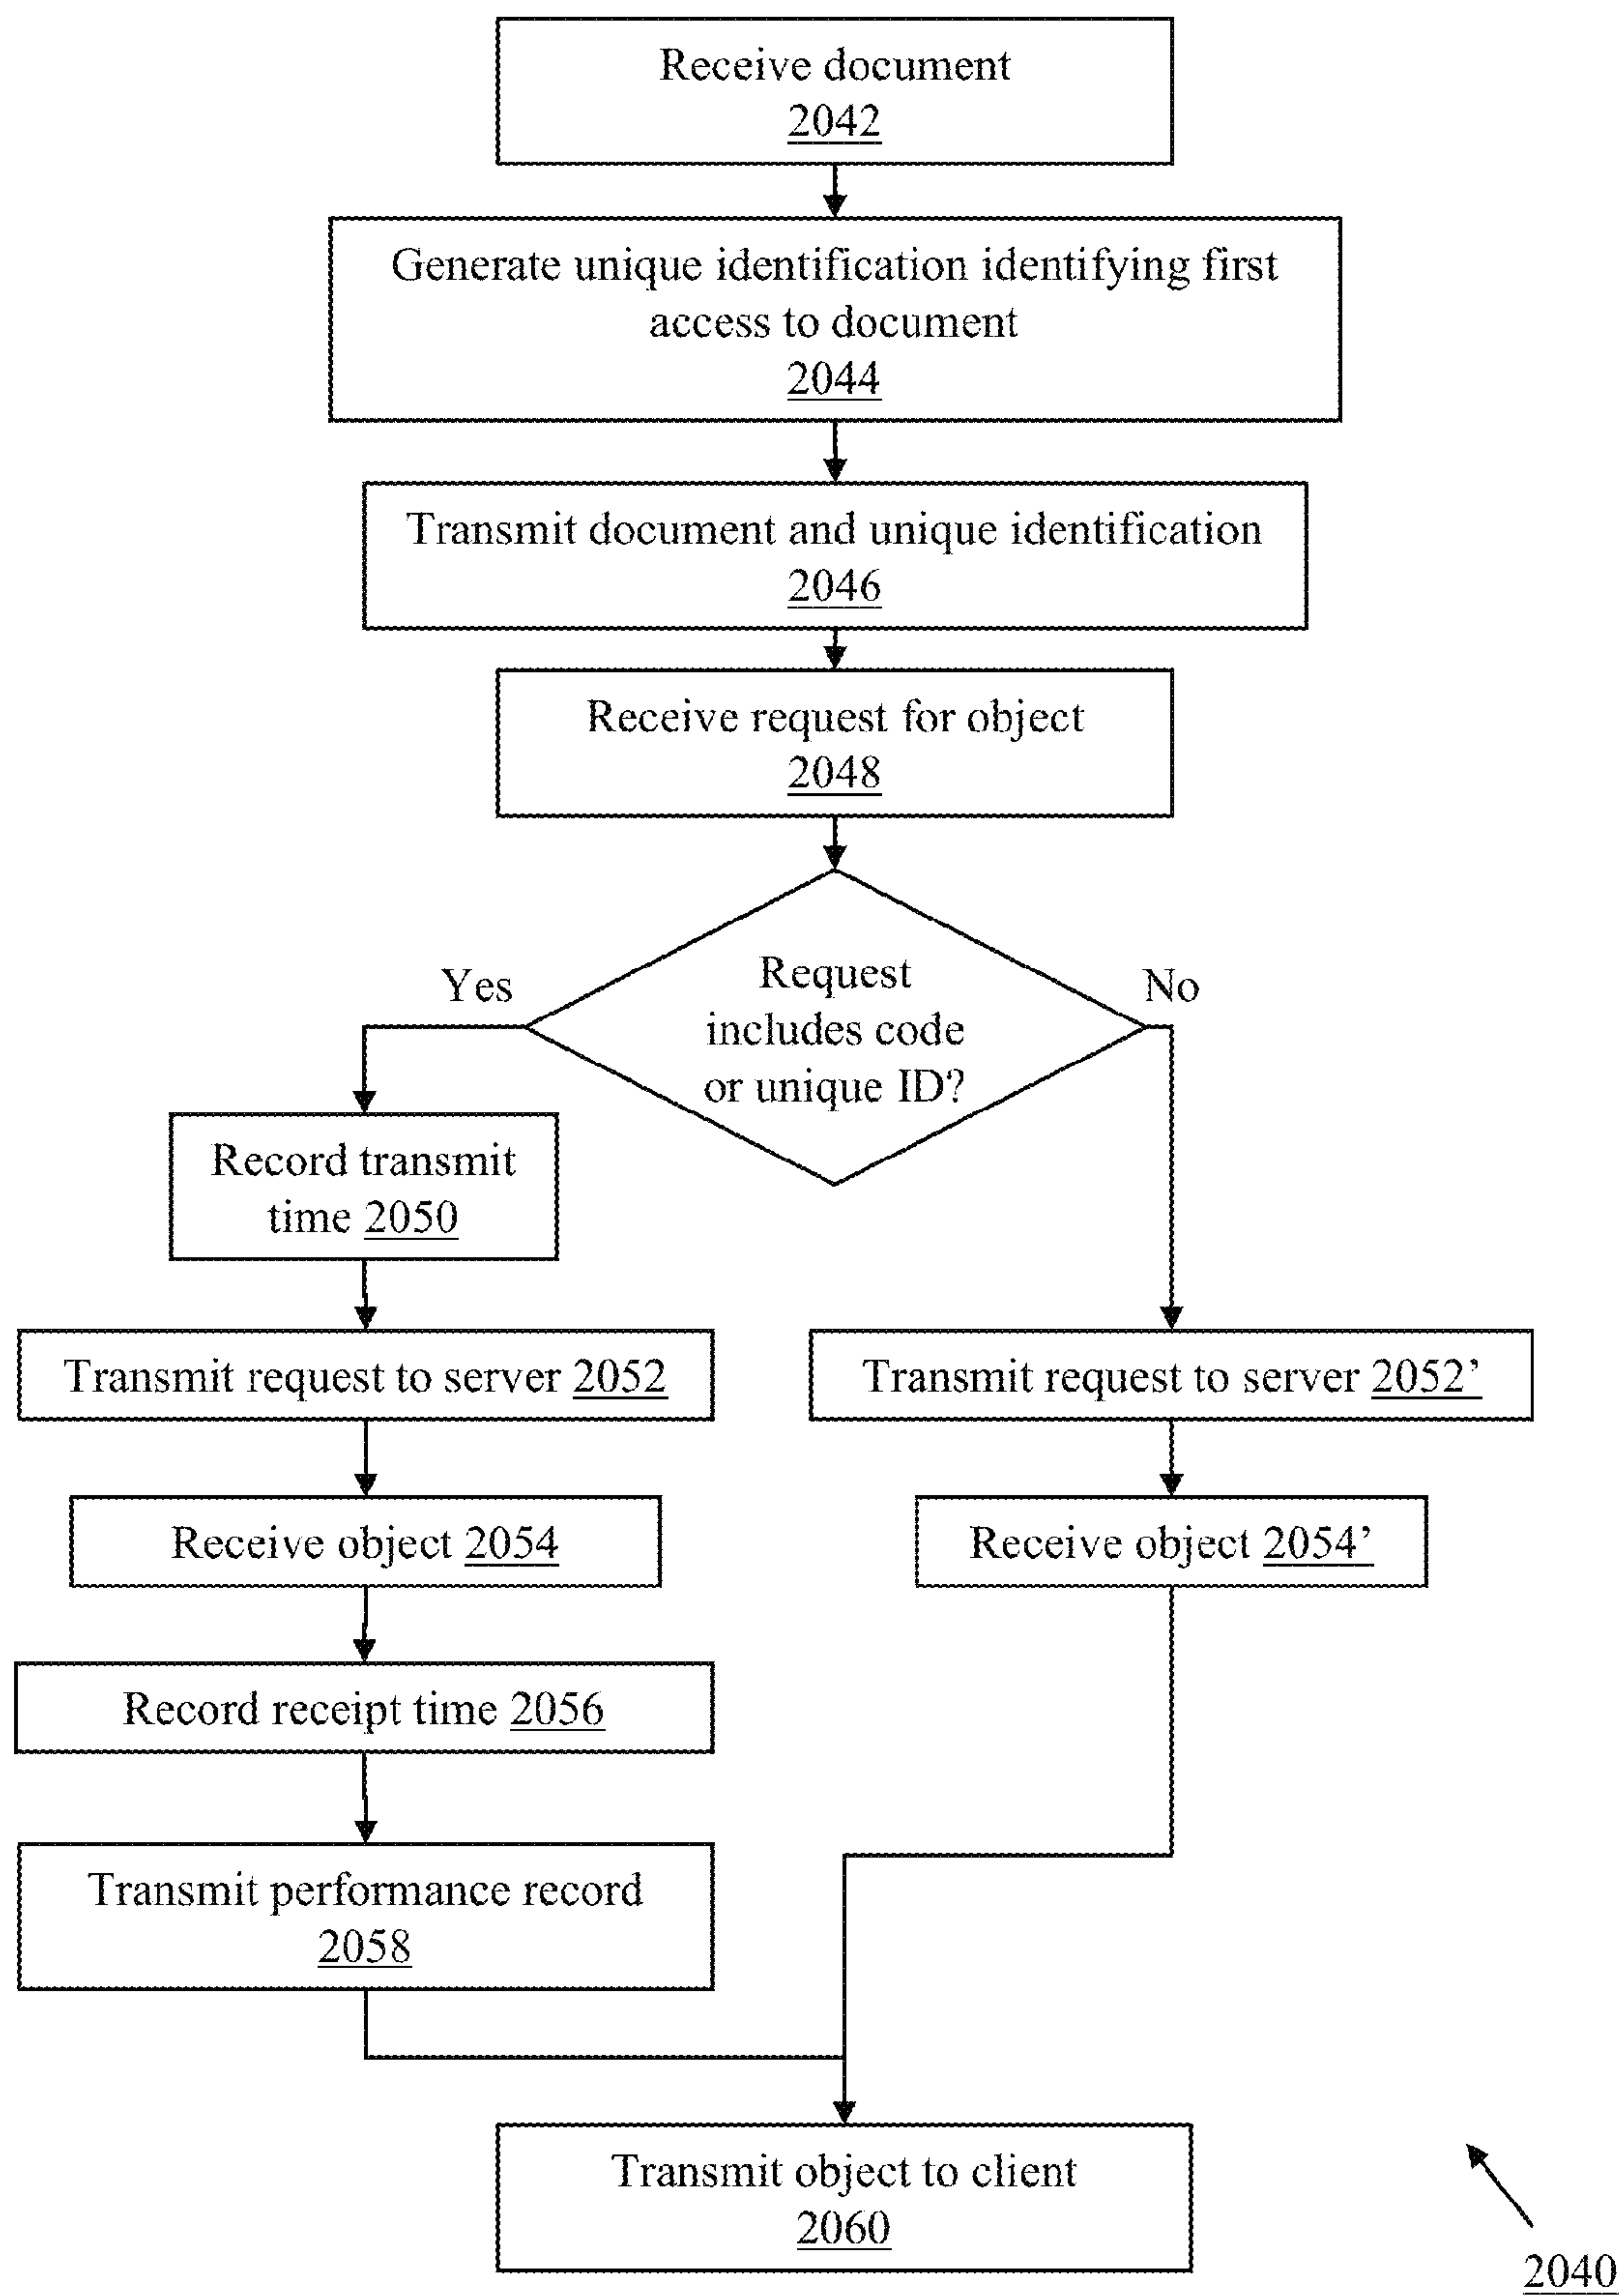 Receive document
2042
Generate unique identification identifying first
access to document
2044
Transmit document and unique identification
2046
Receive request for object
2048
Yes
Request
includes code
or unique ID?
No
Record transmit
time 2050
Transmit request to server 2052
Transmit request to server 2052’
Receive object 2054
Receive object 2054’
Record receipt time 2056
Transmit performance record
2058
Transmit object to client
2060
2040